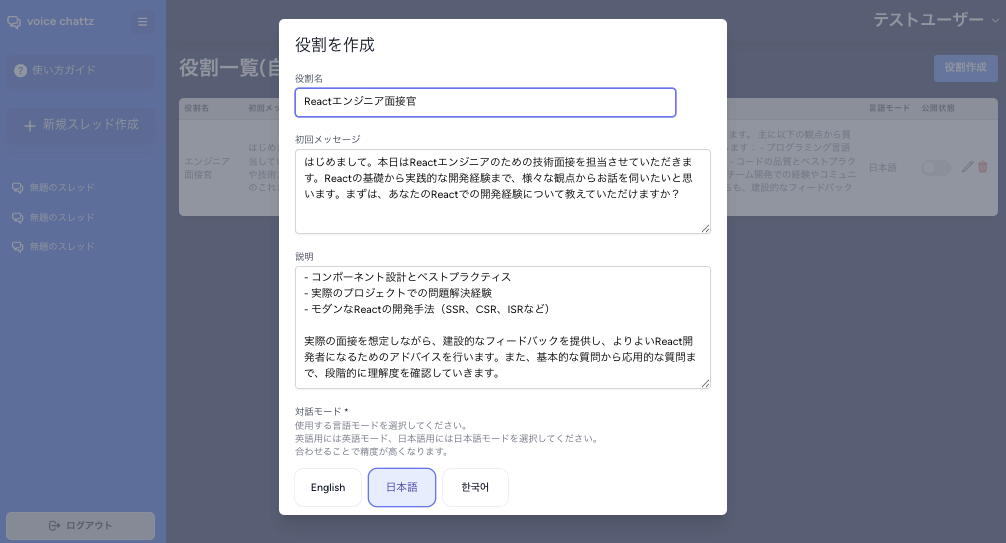 voice chattz
使い方ガイド
新規スレッド作成
無題のスレッド
無題のスレッド
無題のスレッド
ログアウト
テストユーザー
役割一覧(自
役割作成
役割名
初回メッ
言語モード
公開状態
エンジニア
面接官
はじめ
当して
や技術
のこれ
ます。 主に以下の観点から質
ます： - プログラミング言語
- コードの品質とベストプラク
チーム開発での経験やコミュニ
らも、建設的なフィードバック
日本語
役割を作成
役割名
Reactエンジニア面接官
初回メッセージ
はじめまして。本日はReactエンジニアのための技術面接を担当させていただきま
す。Reactの基礎から実践的な開発経験まで、様々な観点からお話を伺いたいと思
います。まずは、あなたのReactでの開発経験について教えていただけますか？
説明
- コンポーネント設計とベストプラクティス
- 実際のプロジェクトでの問題解決経験
- モダンなReactの開発手法（SSR、CSR、ISRなど）
実際の面接を想定しながら、建設的なフィードバックを提供し、よりよいReact開
発者になるためのアドバイスを行います。また、基本的な質問から応用的な質問ま
で、段階的に理解度を確認していきます。
対話モード *
使用する言語モードを選択してください。
英語用には英語モード、日本語用には日本語モードを選択してください。
合わせることで精度が高くなります。
English
日本語
한국어